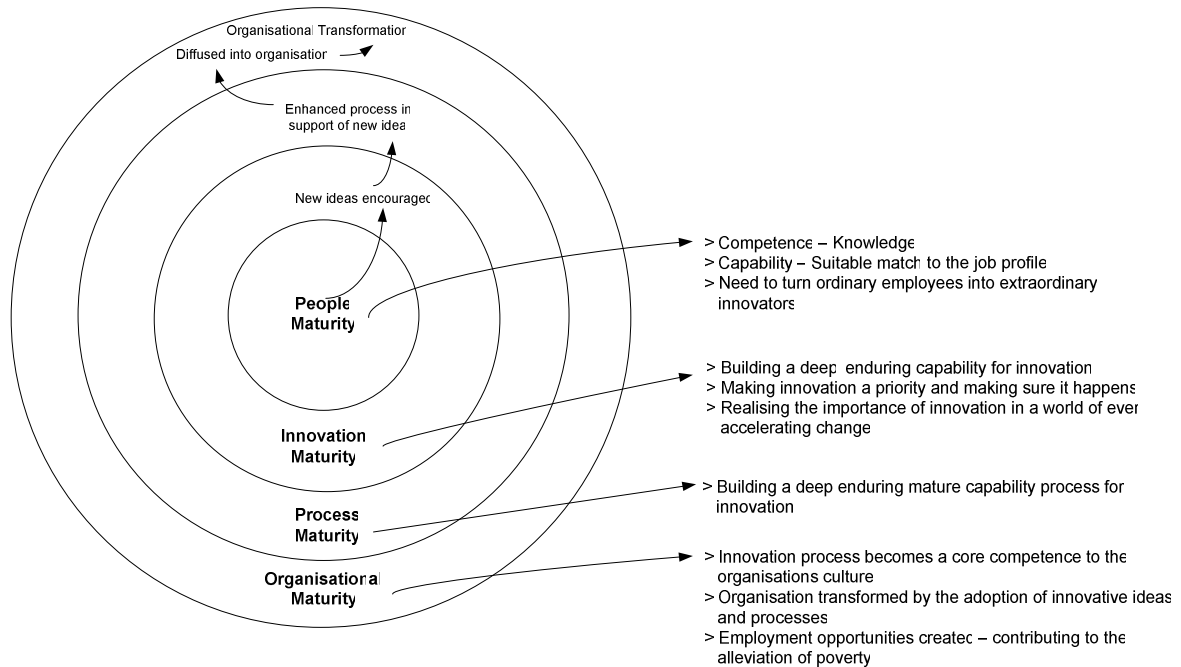 Organisational Transformation
Diffused into organisation
Enhanced process in
support of new idea
New ideas encouraged
People
Maturity
Innovation
Maturity
Process
Maturity
Organisational
Maturity
> Competence – Knowledge
> Capability – Suitable match to the job profile
> Need to turn ordinary employees into extraordinary
innovators
> Building a deep enduring capability for innovation
> Making innovation a priority and making sure it happens
> Realising the importance of innovation in a world of ever
accelerating change
> Building a deep enduring mature capability process for
innovation
> Innovation process becomes a core competence to the
organisations culture
> Organisation transformed by the adoption of innovative ideas
and processes
> Employment opportunities created – contributing to the
alleviation of poverty